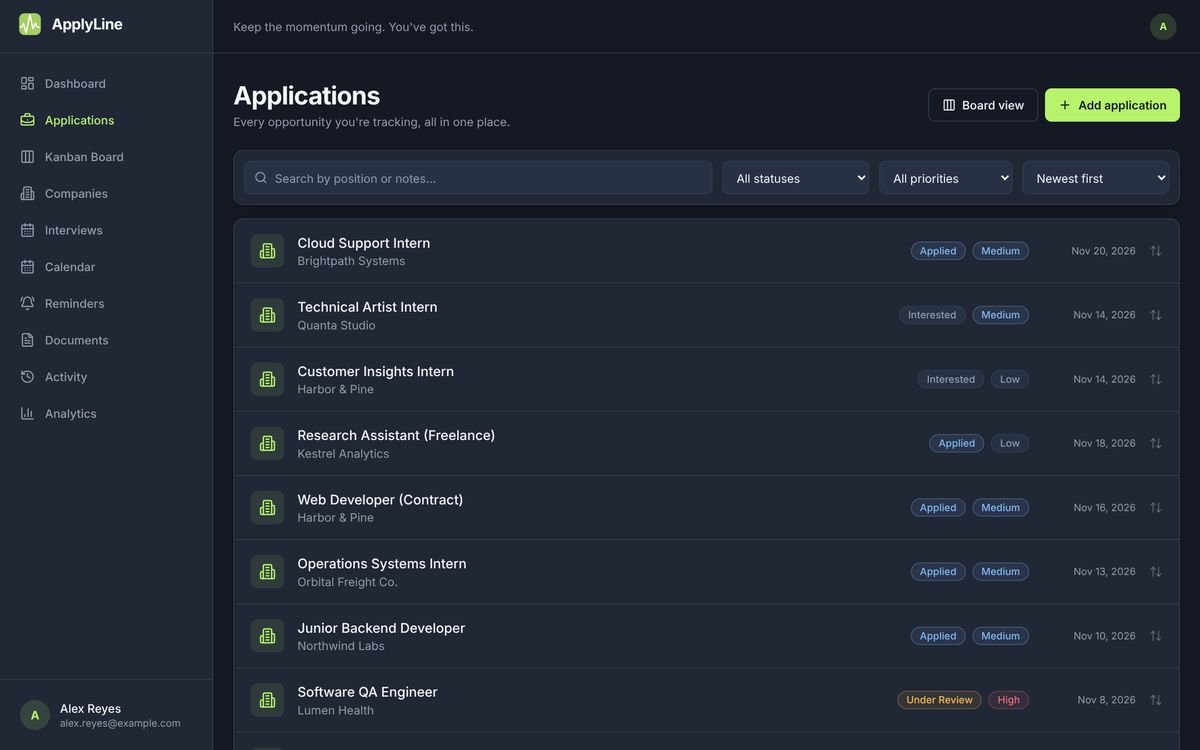 ApplyLine
Keep the momentum going. You've got this.
A
Dashboard
Applications
Kanban Board
Companies
Interviews
Calendar
Reminders
Documents
Activity
Analytics
A
Alex Reyes
alex.reyes@example.com
Applications
Every opportunity you're tracking, all in one place.
Board view
+ Add application
Search by position or notes...
All statuses
All priorities
Newest first
Cloud Support Intern
Brightpath Systems
Applied
Medium
Nov 20, 2026
Technical Artist Intern
Quanta Studio
Interested
Medium
Nov 14, 2026
Customer Insights Intern
Harbor & Pine
Interested
Low
Nov 14, 2026
Research Assistant (Freelance)
Kestrel Analytics
Applied
Low
Nov 18, 2026
Web Developer (Contract)
Harbor & Pine
Applied
Medium
Nov 16, 2026
Operations Systems Intern
Orbital Freight Co.
Applied
Medium
Nov 13, 2026
Junior Backend Developer
Northwind Labs
Applied
Medium
Nov 10, 2026
Software QA Engineer
Lumen Health
Under Review
High
Nov 8, 2026